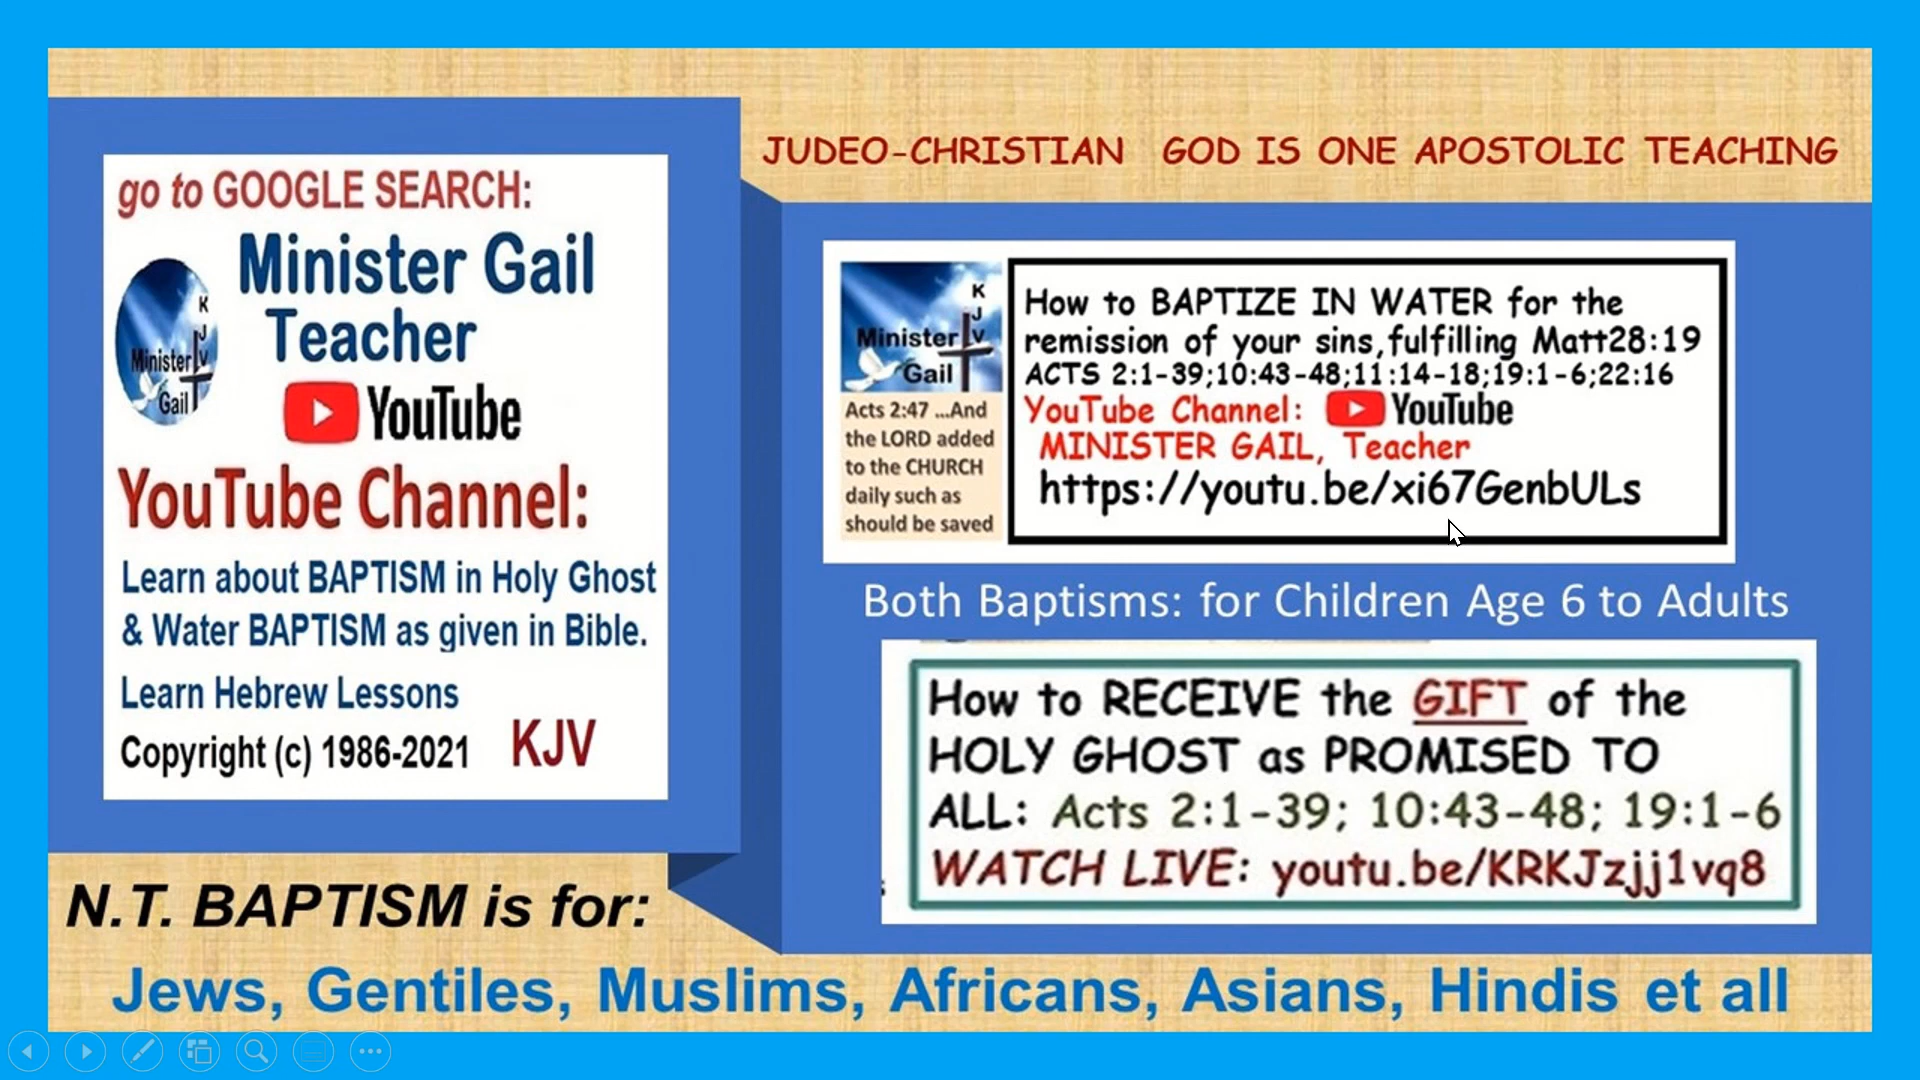 JUDEO-CHRISTIAN GOD IS ONE APOSTOLIC TEACHING
go to GOOGLE SEARCH:
Minister Gail
Teacher
KJV
Minister
Gail
YouTube
YouTube Channel:
Learn about BAPTISM in Holy Ghost
& Water BAPTISM as given in Bible.
Learn Hebrew Lessons
Copyright (c) 1986-2021 KJV
KJV
Minister
Gail
Acts 2:47 ...And
the LORD added
to the CHURCH
daily such as
should be saved
How to BAPTIZE IN WATER for the
remission of your sins,fulfilling Matt28:19
ACTS 2:1-39;10:43-48;11:14-18;19:1-6;22:16
YouTube Channel: YouTube
MINISTER GAIL, Teacher
https://youtu.be/xi67GenbULs
Both Baptisms: for Children Age 6 to Adults
How to RECEIVE the GIFT of the
HOLY GHOST as PROMISED TO
ALL: Acts 2:1-39; 10:43-48; 19:1-6
WATCH LIVE: youtu.be/KRKJzjj1vq8
N.T. BAPTISM is for:
Jews, Gentiles, Muslims, Africans, Asians, Hindis et all